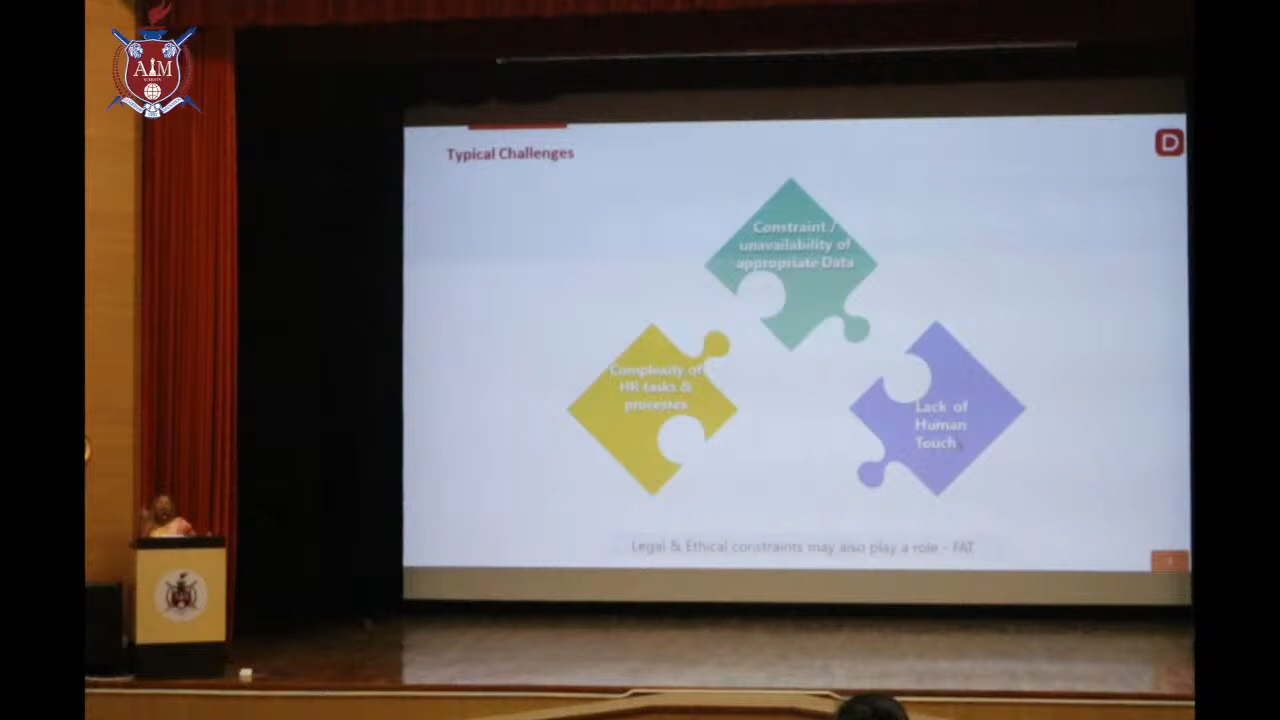 AIM
D
Typical Challenges
Constraint /
unavailability of
appropriate Data
Complexity of
HR tasks &
processes
Lack of
Human
Touch
Legal & Ethical constraints may also play a role - FAT